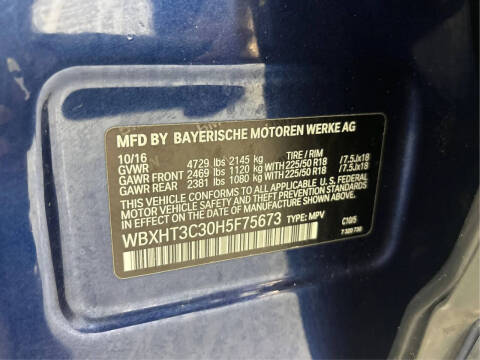 MFD BY BAYERISCHE MOTOREN WERKE AG
10/16 TIRE / RIM
GVWR 4729 lbs 2145 kg
GAWR FRONT 2469 lbs 1120 kg WITH 225/50 R18 /7.5Jx18
GAWR REAR 2381 lbs 1080 kg WITH 225/50 R18 /7.5Jx18
THIS VEHICLE CONFORMS TO ALL APPLICABLE
FEDERAL MOTOR VEHICLE SAFETY, BUMPER, AND
THEFT PREVENTION STANDARDS IN EFFECT ON THE DATE OF
MANUFACTURE SHOWN ABOVE.
WBXHT3C30H5F75673 TYPE: MPV C105